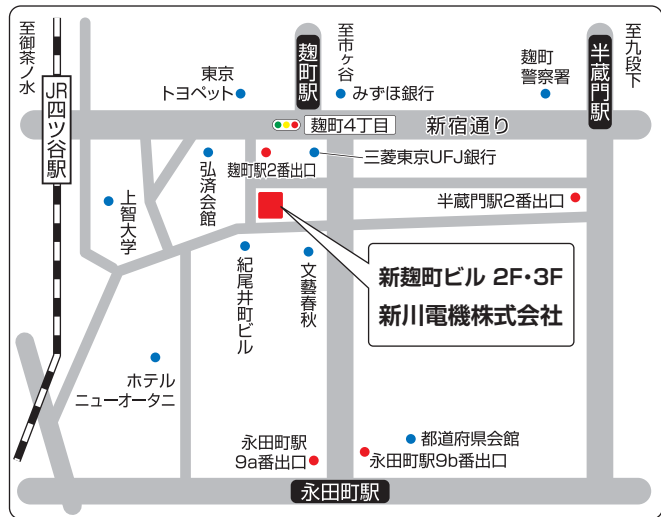 至御茶ノ水
JR四ツ谷駅
麹町駅
至市ヶ谷
半蔵門駅
至九段下
東京
トヨペット
みずほ銀行
麹町
警察署
麹町4丁目
新宿通り
弘済会館
麹町駅2番出口
三菱東京UFJ銀行
上智大学
半蔵門駅2番出口
紀尾井町ビル
文藝春秋
新麹町ビル 2F・3F
新川電機株式会社
ホテル
ニューオータニ
永田町駅
9a番出口
都道府県会館
永田町駅9b番出口
永田町駅